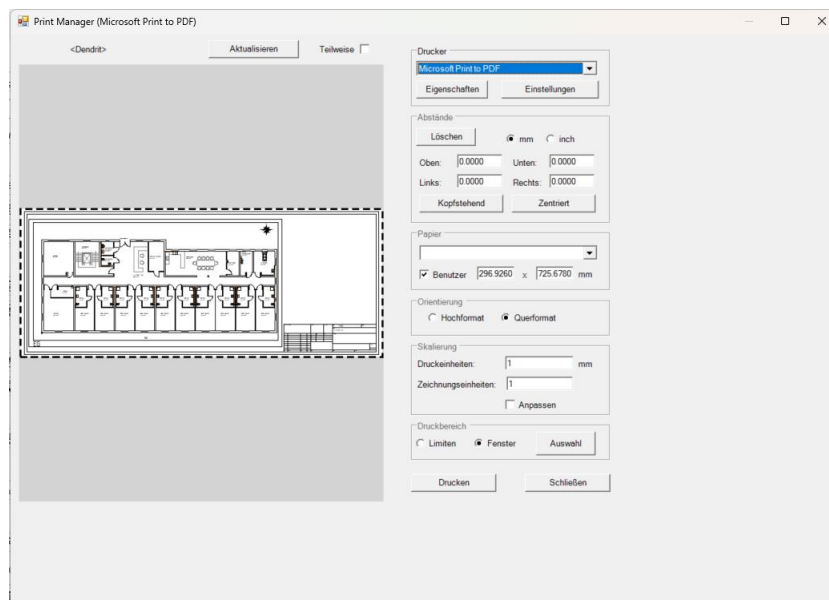 Print Manager (Microsoft Print to PDF)
<Dendrit>
Aktualisieren
Teilweise
Drucker
Microsoft Print to PDF
Eigenschaften
Einstellungen
Abstände
Löschen
mm
inch
Oben: 0.0000
Unten: 0.0000
Links: 0.0000
Rechts: 0.0000
Kopfstehend
Zentriert
Papier
Benutzer 296.9260 x 725.6780 mm
Orientierung
Hochformat
Querformat
Skalierung
Druckeinheiten: 1 mm
Zeichnungseinheiten: 1
Anpassen
Druckbereich
Limiten
Fenster
Auswahl
Drucken
Schließen